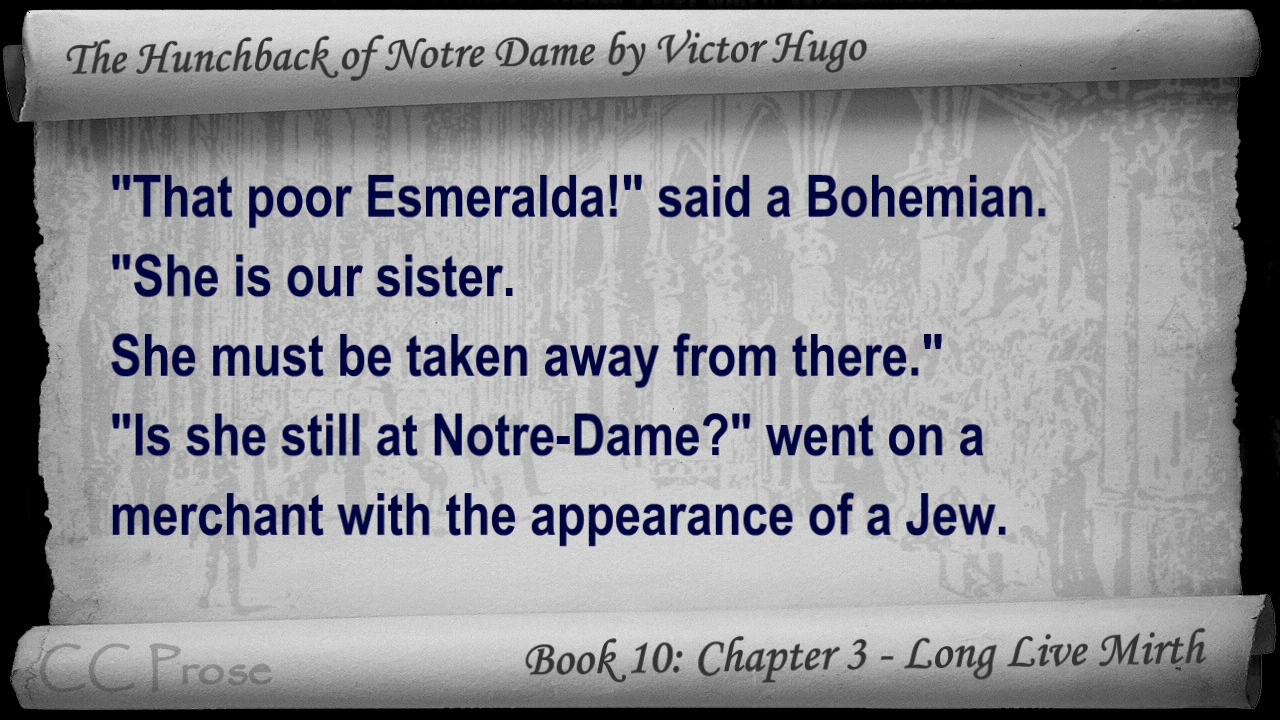 The Hunchback of Notre Dame by Victor Hugo
"That poor Esmeralda!" said a Bohemian.
"She is our sister.
She must be taken away from there."
"Is she still at Notre-Dame?" went on a
merchant with the appearance of a Jew.
CC Prose
Book 10: Chapter 3 - Long Live Mirth